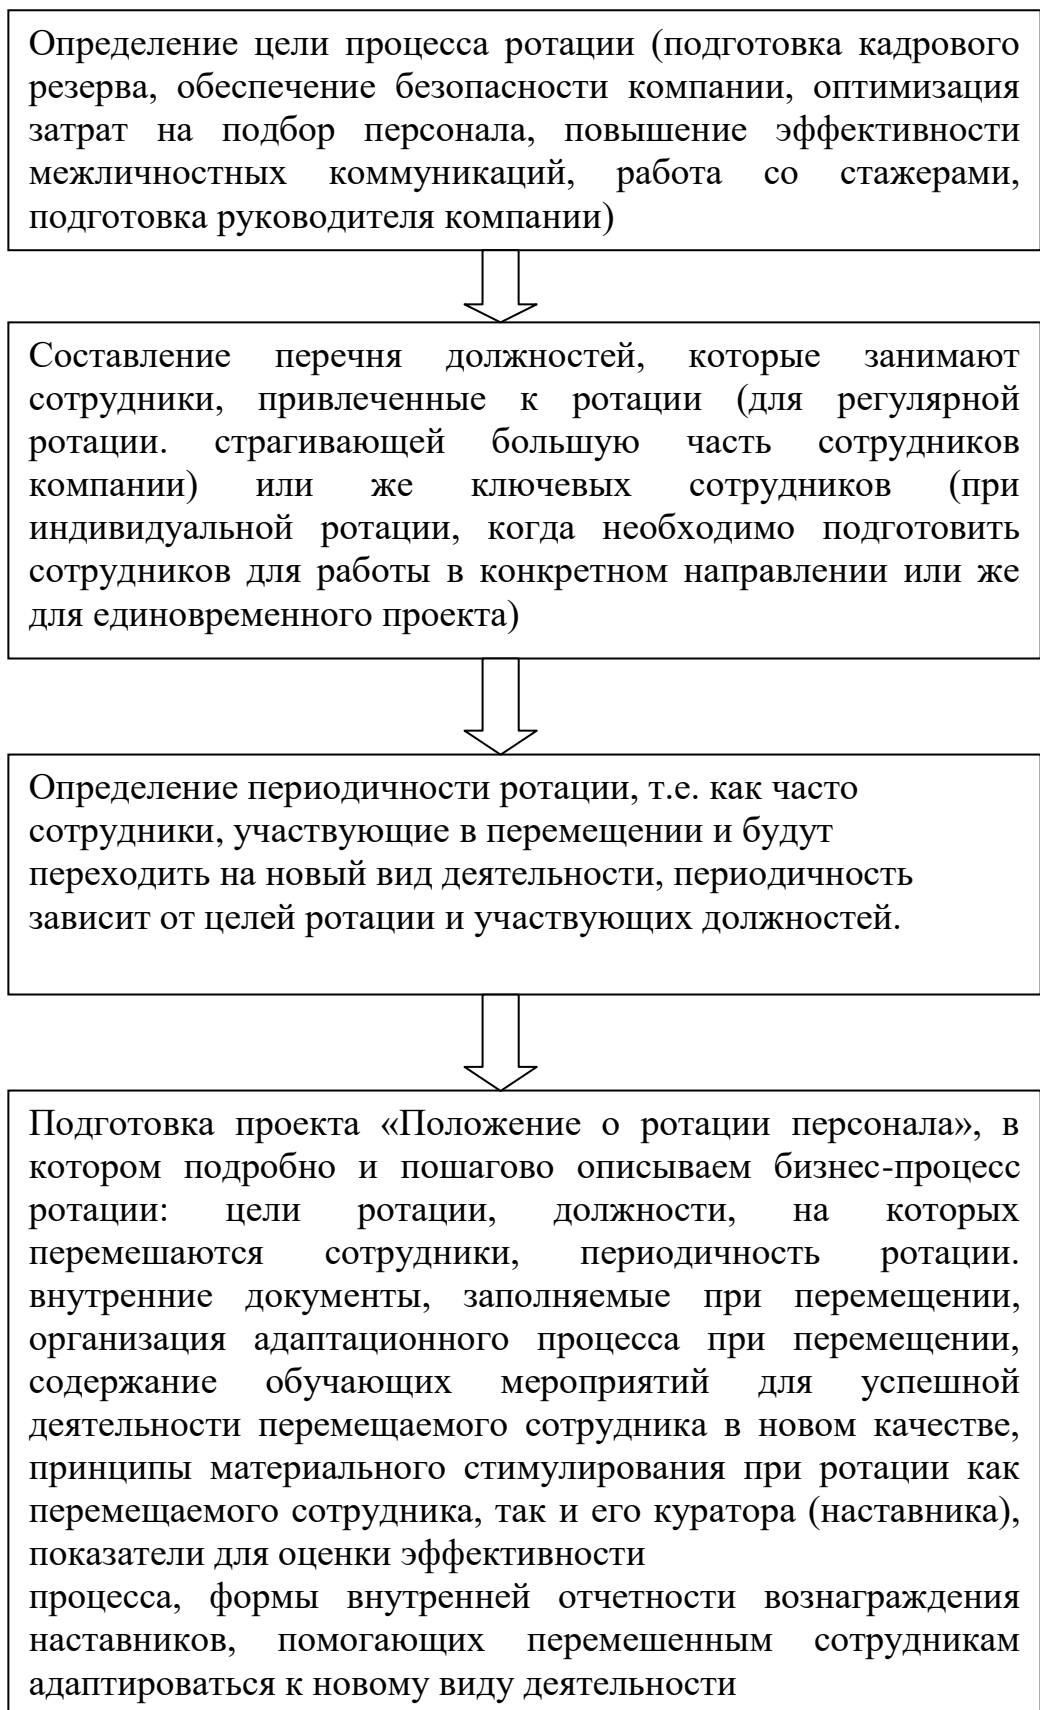 Определение цели процесса ротации (подготовка кадрового
резерва, обеспечение безопасности компании, оптимизация
затрат на подбор персонала, повышение эффективности
межличностных коммуникаций, работа со стажерами,
подготовка руководителя компании)
Составление перечня должностей, которые занимают
сотрудники, привлеченные к ротации (для регулярной
ротации. страгивающей большую часть сотрудников
компании) или же ключевых сотрудников (при
индивидуальной ротации, когда необходимо подготовить
сотрудников для работы в конкретном направлении или же
для единовременного проекта)
Определение периодичности ротации, т.е. как часто
сотрудники, участвующие в перемещении и будут
переходить на новый вид деятельности, периодичность
зависит от целей ротации и участвующих должностей.
Подготовка проекта «Положение о ротации персонала», в
котором подробно и пошагово описываем бизнес-процесс
ротации: цели ротации, должности, на которых
перемешаются сотрудники, периодичность ротации.
внутренние документы, заполняемые при перемещении,
организация адаптационного процесса при перемещении,
содержание обучающих мероприятий для успешной
деятельности перемещаемого сотрудника в новом качестве,
принципы материального стимулирования при ротации как
перемещаемого сотрудника, так и его куратора (наставника),
показатели для оценки эффективности
процесса, формы внутренней отчетности вознаграждения
наставников, помогающих перемешенным сотрудникам
адаптироваться к новому виду деятельности